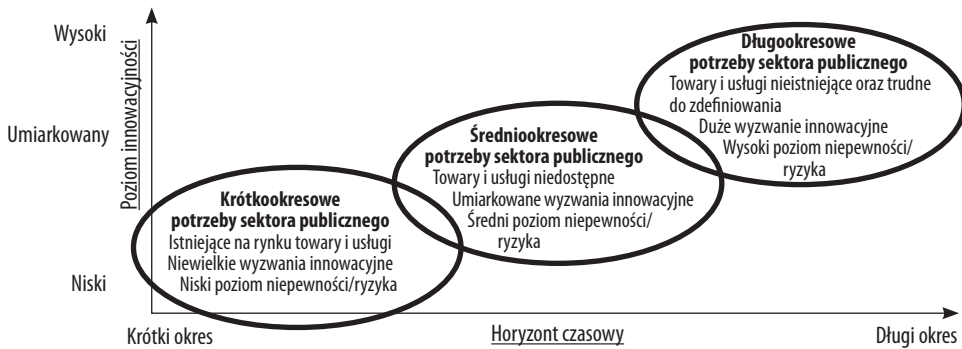 Wysoki
Umiarkowany
Niski
Poziom innowacyjności
Długookresowe
potrzeby sektora publicznego
Towary i usługi nieistniejące oraz trudne
do zdefiniowania
Duże wyzwanie innowacyjne
Wysoki poziom niepewności/
ryzyka
Średniookresowe
potrzeby sektora publicznego
Towary i usługi niedostępne
Umiarkowane wyzwania innowacyjne
Średni poziom niepewności/
ryzyka
Krótkookresowe
potrzeby sektora publicznego
Istniejące na rynku towary i usługi
Niewielkie wyzwania innowacyjne
Niski poziom niepewności/ryzyka
Krótki okres
Horyzont czasowy
Długi okres